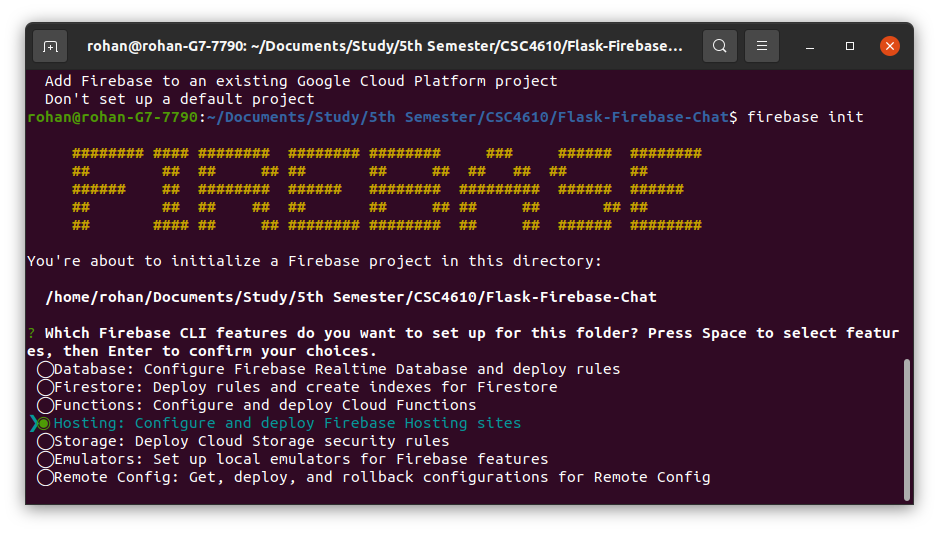 rohan@rohan-G7-7790: ~/Documents/Study/5th Semester/CSC4610/Flask-Firebase...
Add Firebase to an existing Google Cloud Platform project
Don't set up a default project
rohan@rohan-G7-7790:~/Documents/Study/5th Semester/CSC4610/Flask-Firebase-Chat$ firebase init
######## #### ########  ######## ########     ###     ######  ########
##        ##  ##     ## ##       ##     ##  ##   ##  ##       ##
######    ##  ########  ######   ########  #########  ######  ######
##        ##  ##    ##  ##       ##     ## ##     ##       ## ##
##       #### ##     ## ######## ########  ##     ##  ######  ########
You're about to initialize a Firebase project in this directory:
/home/rohan/Documents/Study/5th Semester/CSC4610/Flask-Firebase-Chat
? Which Firebase CLI features do you want to set up for this folder? Press Space to select featur
es, then Enter to confirm your choices.
◯Database: Configure Firebase Realtime Database and deploy rules
◯Firestore: Deploy rules and create indexes for Firestore
◯Functions: Configure and deploy Cloud Functions
❯◉Hosting: Configure and deploy Firebase Hosting sites
◯Storage: Deploy Cloud Storage security rules
◯Emulators: Set up local emulators for Firebase features
◯Remote Config: Get, deploy, and rollback configurations for Remote Config